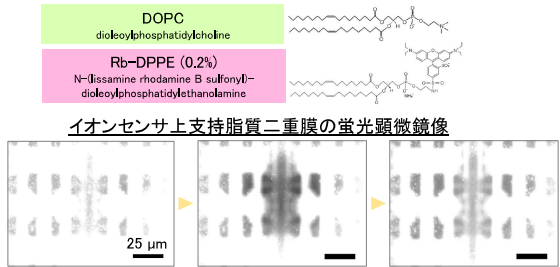 DOPC
dioleoylphosphatidylcholine
Rb-DPPE (0.2%)
N-(lissamine rhodamine B sulfonyl)-
dioleoylphosphatidylethanolamine
イオンセンサ上支持脂質二重膜の蛍光顕微鏡像
25 μm